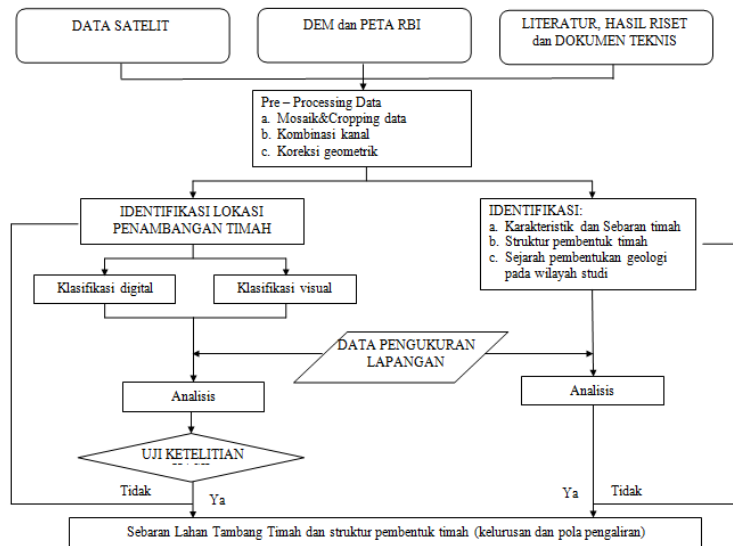 DATA SATELIT
DEM dan PETA RBI
LITERATUR, HASIL RISET
dan DOKUMEN TEKNIS
Pre – Processing Data
a. Mosaik&Cropping data
b. Kombinasi kanal
c. Koreksi geometrik
IDENTIFIKASI LOKASI
PENAMBANGAN TIMAH
IDENTIFIKASI:
a. Karakteristik dan Sebaran timah
b. Struktur pembentuk timah
c. Sejarah pembentukan geologi
pada wilayah studi
Klasifikasi digital
Klasifikasi visual
DATA PENGUKURAN
LAPANGAN
Analisis
Analisis
UJI KETELITIAN
Tidak
Ya
Ya
Tidak
Sebaran Lahan Tambang Timah dan struktur pembentuk timah (kelurusan dan pola pengaliran)